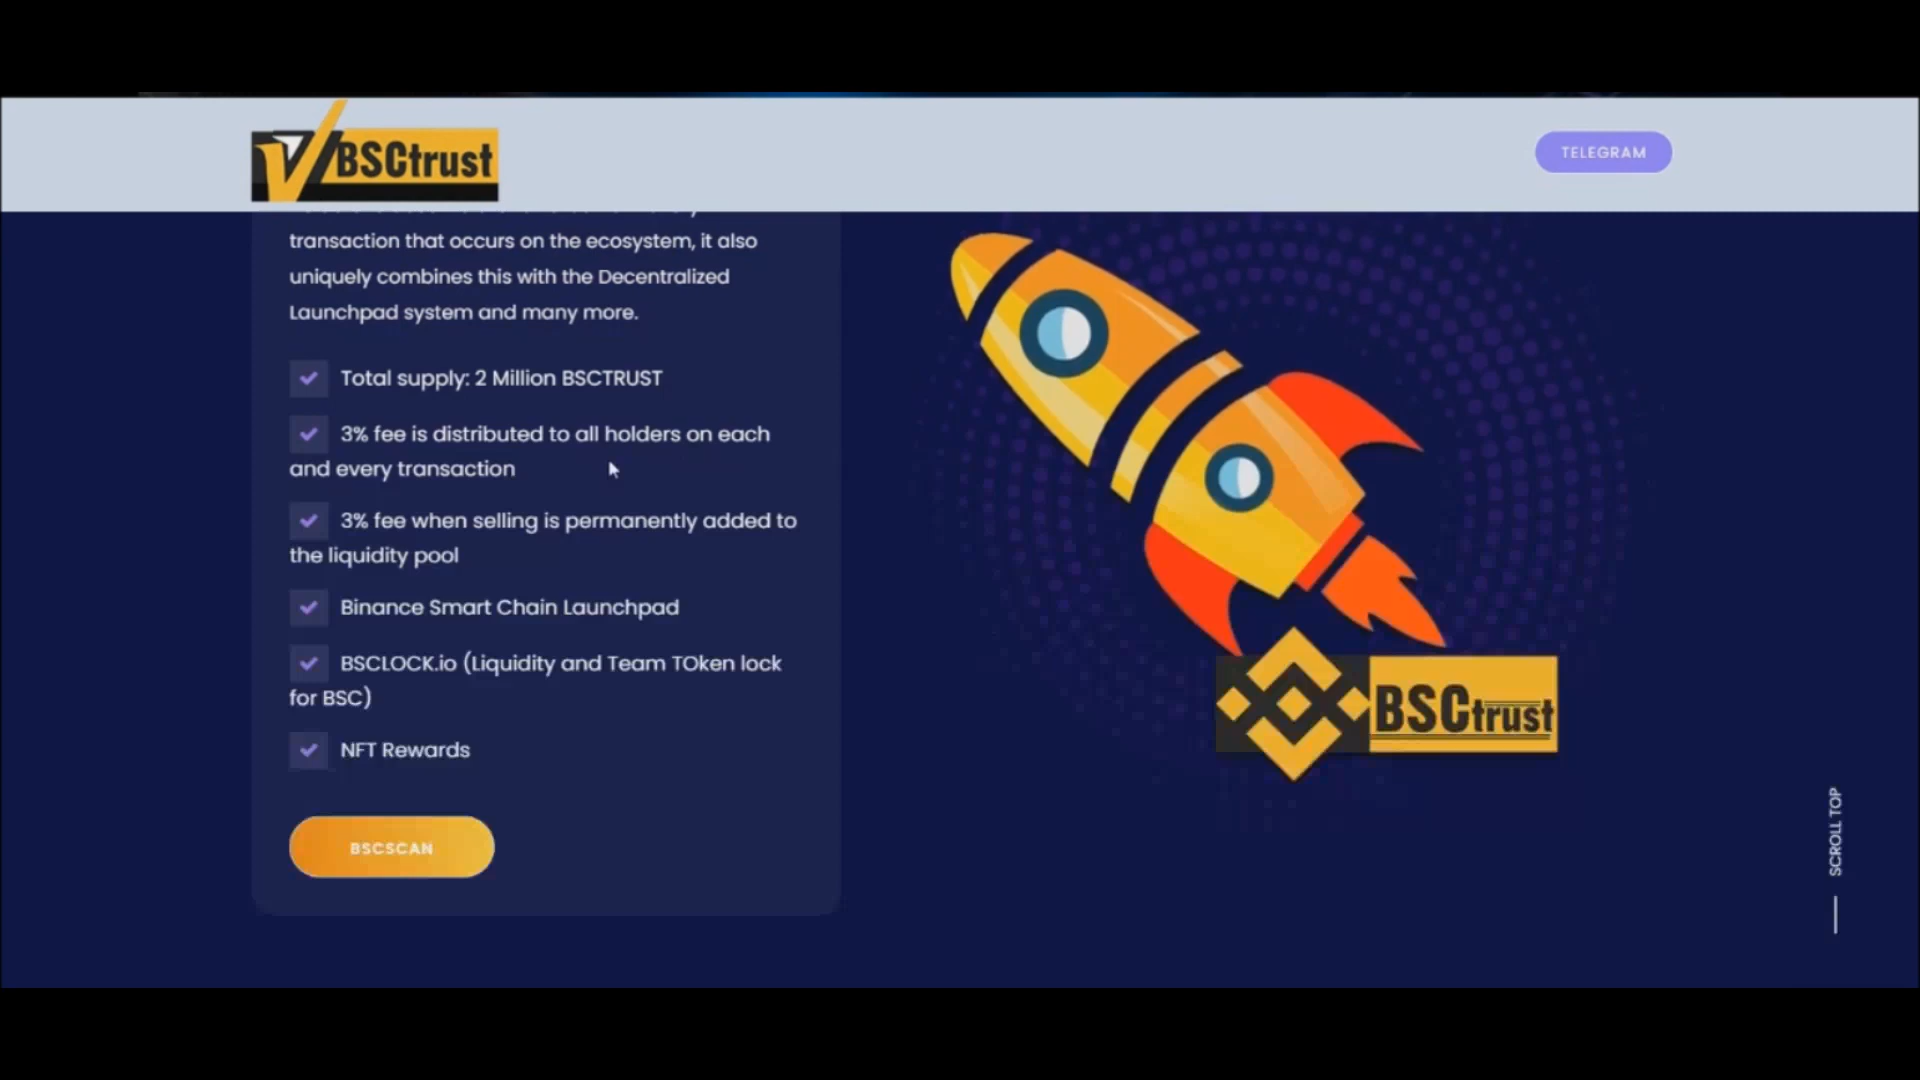 BSCtrust
TELEGRAM
transaction that occurs on the ecosystem, it also
uniquely combines this with the Decentralized
Launchpad system and many more.
Total supply: 2 Million BSCTRUST
3% fee is distributed to all holders on each
and every transaction
3% fee when selling is permanently added to
the liquidity pool
Binance Smart Chain Launchpad
BSCLOCK.io (Liquidity and Team TOken lock
for BSC)
NFT Rewards
BSCSCAN
BSCtrust
SCROLL TOP